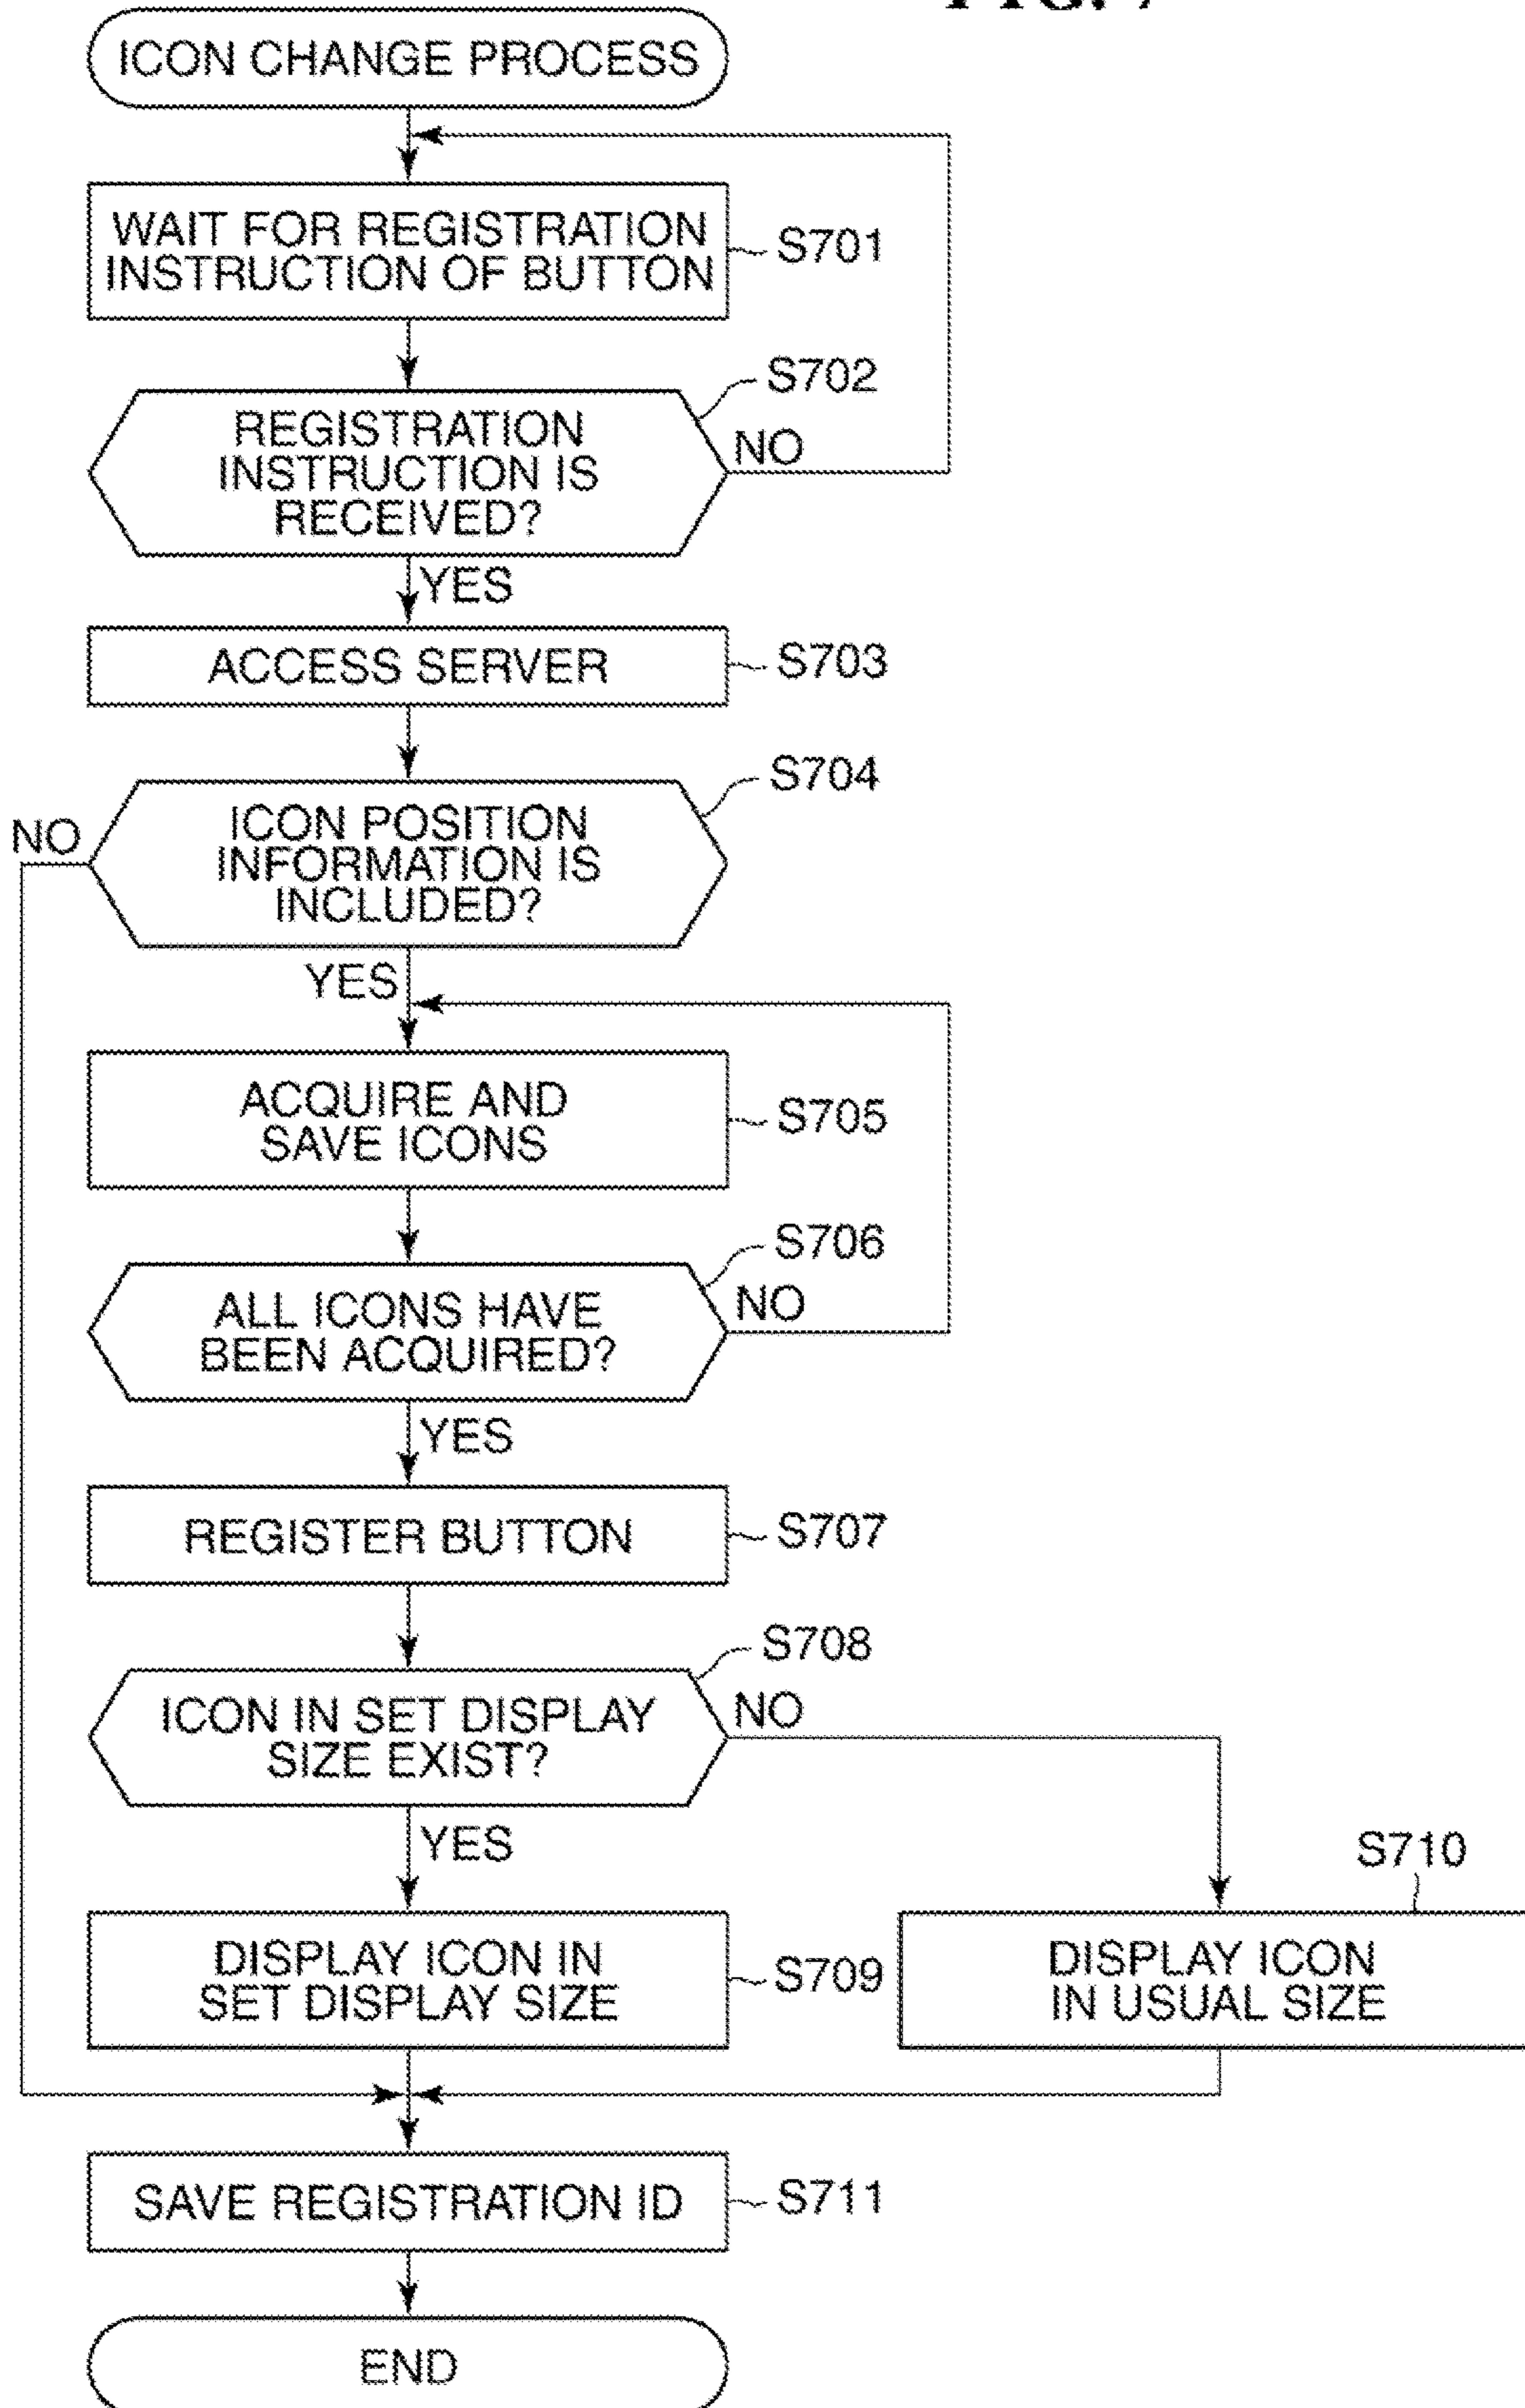 FIG. 7
ICON CHANGE PROCESS
WAIT FOR REGISTRATION
INSTRUCTION OF BUTTON
S701
S702
REGISTRATION
INSTRUCTION IS
RECEIVED?
NO
YES
ACCESS SERVER
S703
S704
ICON POSITION
INFORMATION IS
INCLUDED?
NO
YES
ACQUIRE AND
SAVE ICONS
S705
S706
ALL ICONS HAVE
BEEN ACQUIRED?
NO
YES
REGISTER BUTTON
S707
S708
ICON IN SET DISPLAY
SIZE EXIST?
NO
YES
S710
DISPLAY ICON IN
SET DISPLAY SIZE
S709
DISPLAY ICON
IN USUAL SIZE
SAVE REGISTRATION ID
S711
END